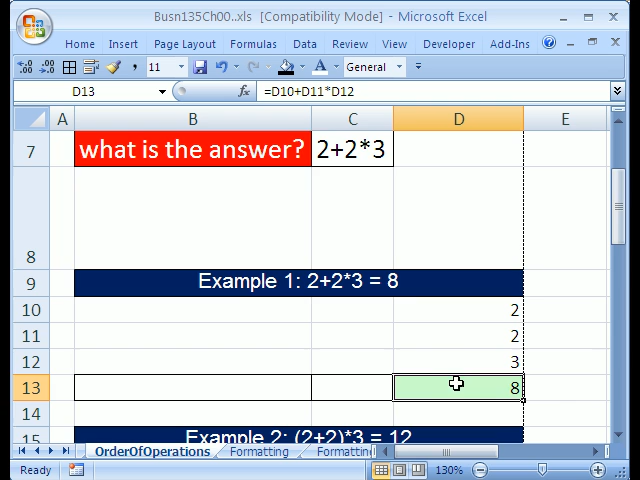 Busn135Ch00..xls [Compatibility Mode] - Microsoft Excel
Home Insert Page Layout Formulas Data Review View Developer Add-Ins
11 General
D13 fx =D10+D11*D12
A B C D E
7 what is the answer? 2+2*3
8
9 Example 1: 2+2*3 = 8
10 2
11 2
12 3
13 8
14
15 Example 2: (2+2)*3 = 12
OrderOfOperations Formatting Formattin
Ready 130%